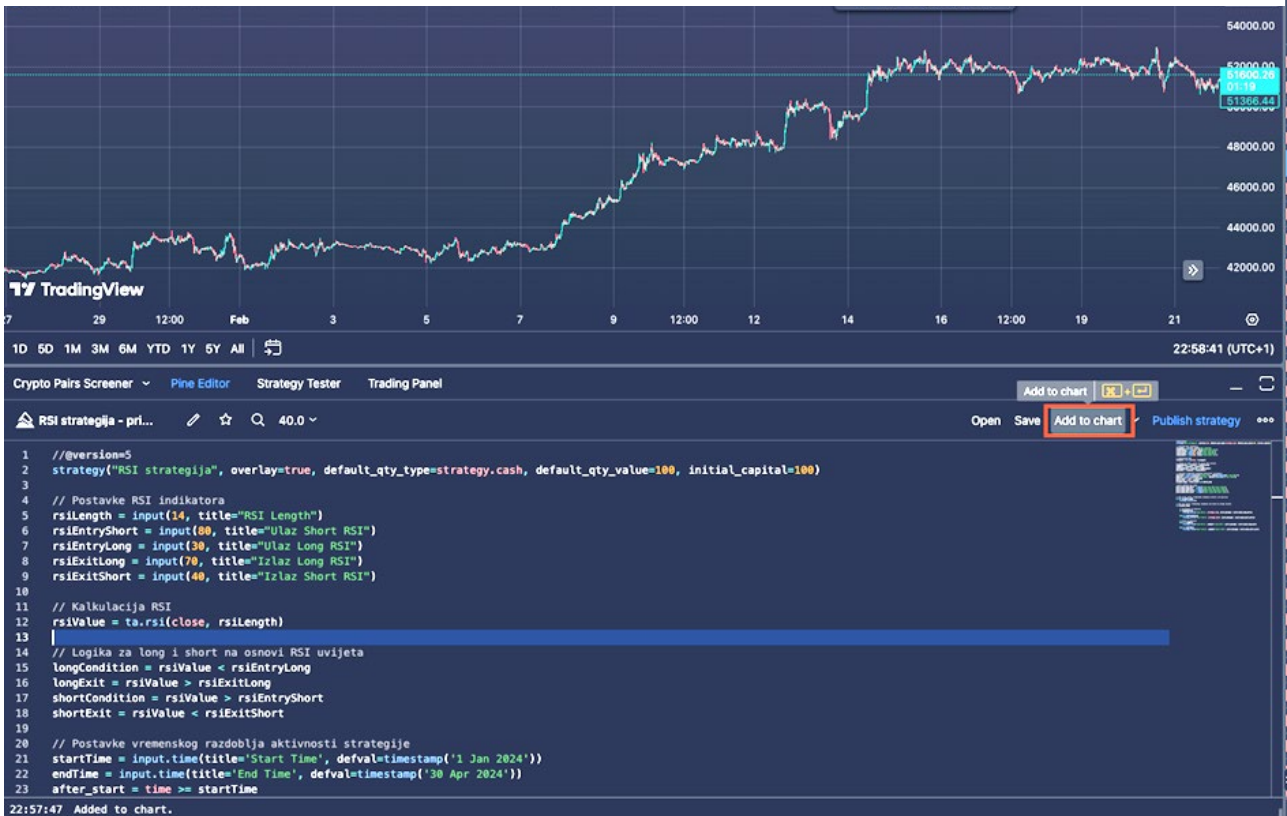 54000.00
52000.00
51600.26
01:19
51366.44
48000.00
46000.00
44000.00
42000.00
TradingView
29 12:00 Feb 3 5 7 9 12:00 12 14 16 12:00 19 21
1D 5D 1M 3M 6M YTD 1Y 5Y All 22:58:41 (UTC+1)
Crypto Pairs Screener Pine Editor Strategy Tester Trading Panel
Add to chart ⌘ + ↵
RSI strategija - pri... 40.0 Open Save Add to chart Publish strategy
1 //@version=5
2 strategy("RSI strategija", overlay=true, default_qty_type=strategy.cash, default_qty_value=100, initial_capital=100)
3
4 // Postavke RSI indikatora
5 rsiLength = input(14, title="RSI Length")
6 rsiEntryShort = input(80, title="Ulaz Short RSI")
7 rsiEntryLong = input(30, title="Ulaz Long RSI")
8 rsiExitLong = input(70, title="Izlaz Long RSI")
9 rsiExitShort = input(40, title="Izlaz Short RSI")
10
11 // Kalkulacija RSI
12 rsiValue = ta.rsi(close, rsiLength)
13
14 // Logika za long i short na osnovi RSI uvijeta
15 longCondition = rsiValue < rsiEntryLong
16 longExit = rsiValue > rsiExitLong
17 shortCondition = rsiValue > rsiEntryShort
18 shortExit = rsiValue < rsiExitShort
19
20 // Postavke vremenskog razdoblja aktivnosti strategije
21 startTime = input.time(title='Start Time', defval=timestamp('1 Jan 2024'))
22 endTime = input.time(title='End Time', defval=timestamp('30 Apr 2024'))
23 after_start = time >= startTime
22:57:47 Added to chart.